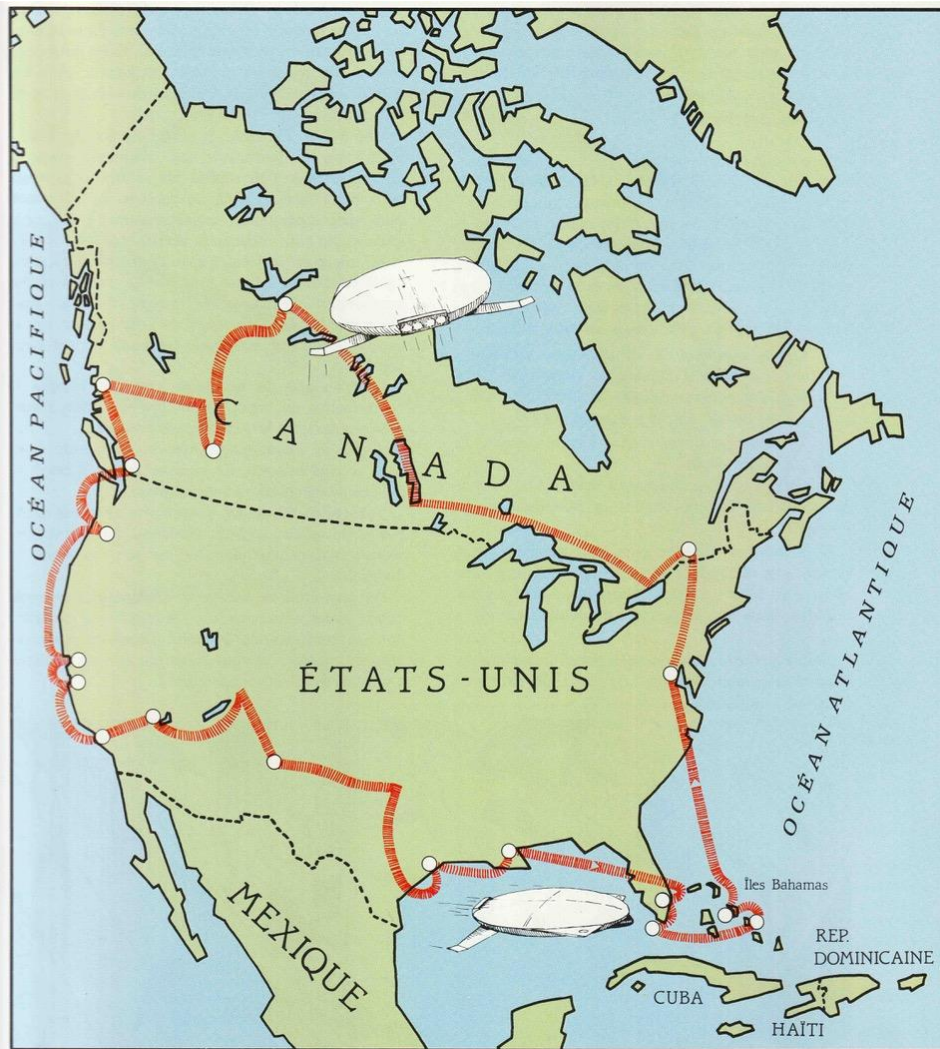 OCÉAN PACIFIQUE
CANADA
ÉTATS-UNIS
OCÉAN ATLANTIQUE
Îles Bahamas
MEXIQUE
REP.
DOMINICAINE
CUBA
HAÏTI